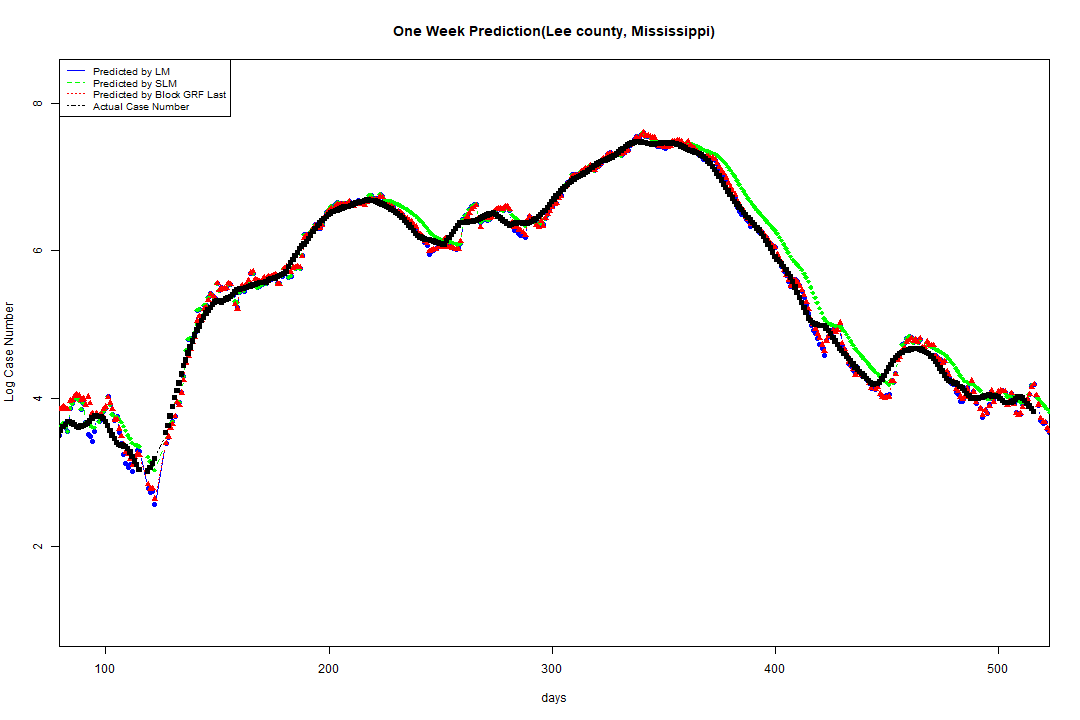 One Week Prediction(Lee county, Mississippi)
Predicted by LM
Predicted by SLM
Predicted by Block GRF Last
Actual Case Number
8
6
4
2
Log Case Number
100 200 300 400 500
days